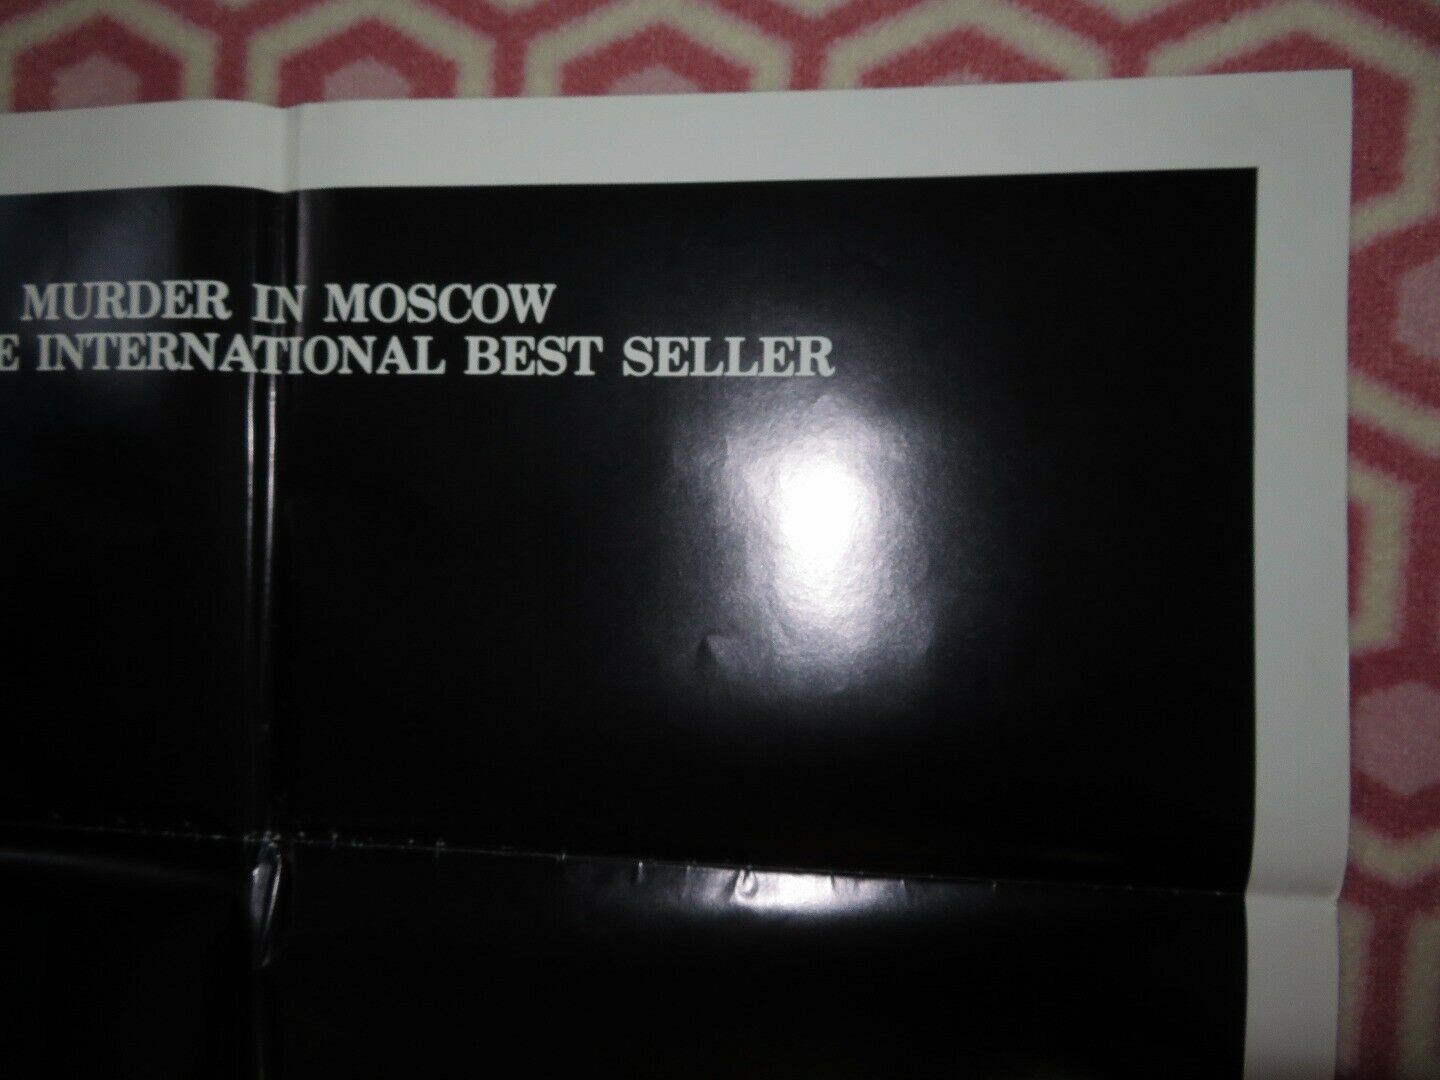 MURDER IN MOSCOW
E INTERNATIONAL BEST SELLER